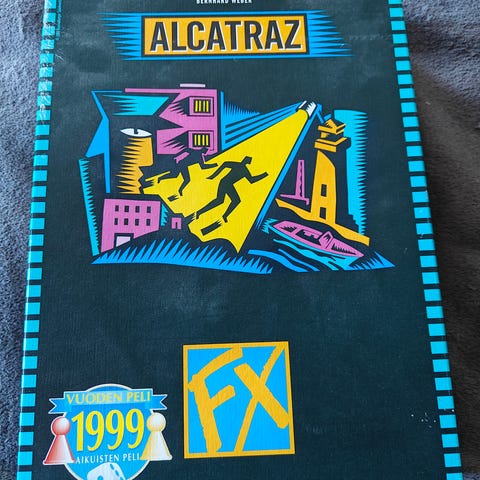 BERNHARD WEBER
ALCATRAZ
FX
VUODEN PELI
1999
AIKUISTEN PELI